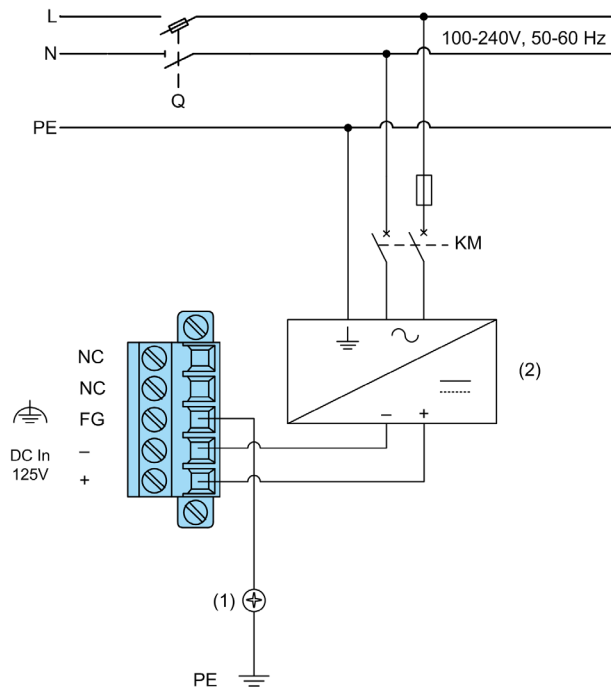 L
100-240V, 50-60 Hz
N
Q
PE
KM
(2)
NC
NC
FG
– +
DC In –
125V
+
(1)
PE